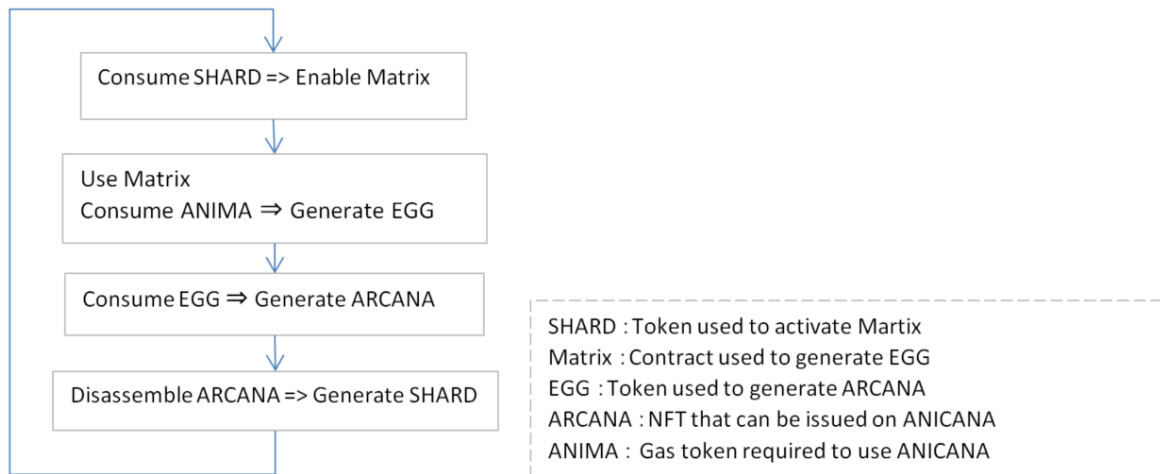 Consume SHARD => Enable Matrix
Use Matrix
Consume ANIMA ⇒ Generate EGG
Consume EGG ⇒ Generate ARCANA
Disassemble ARCANA => Generate SHARD
SHARD : Token used to activate Martix
Matrix : Contract used to generate EGG
EGG : Token used to generate ARCANA
ARCANA : NFT that can be issued on ANICANA
ANIMA : Gas token required to use ANICANA